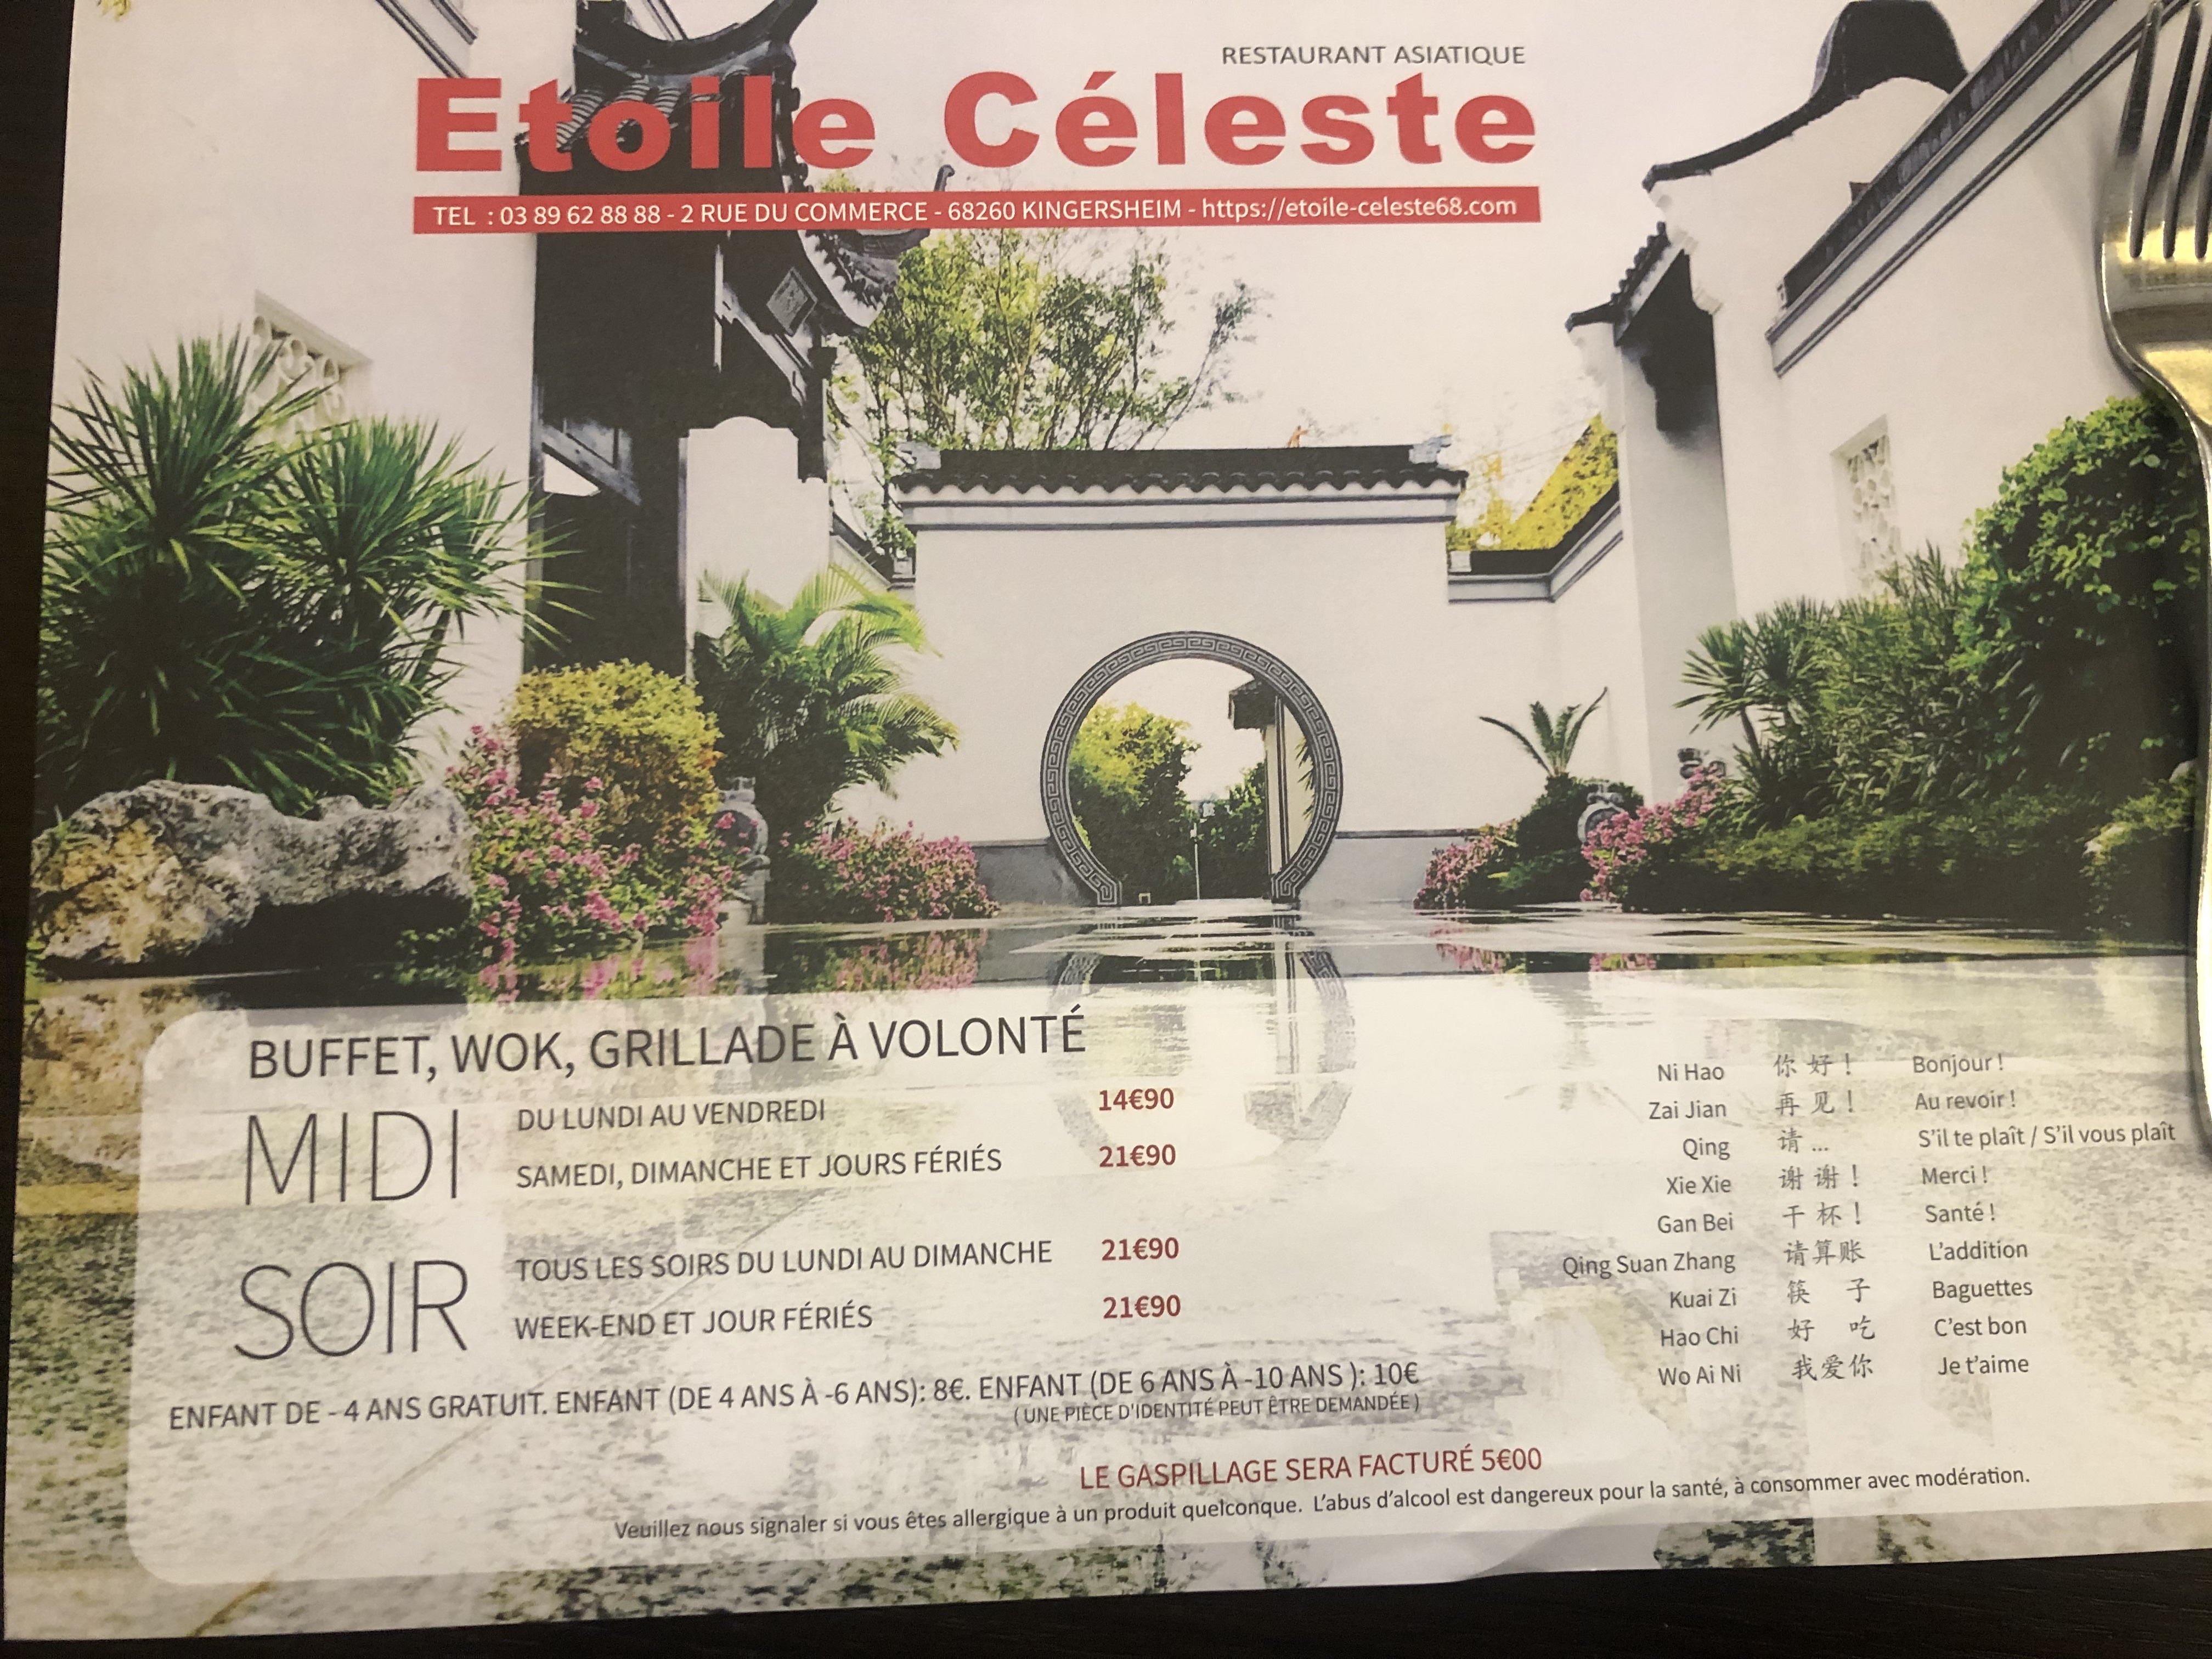 RESTAURANT ASIATIQUE
Etoile Céleste
TEL : 03 89 62 88 88 - 2 RUE DU COMMERCE - 68260 KINGERSHEIM - https://etoile-celeste68.com
BUFFET, WOK, GRILLADE À VOLONTÉ
MIDI
DU LUNDI AU VENDREDI 14€90
SAMEDI, DIMANCHE ET JOURS FÉRIÉS 21€90
SOIR
TOUS LES SOIRS DU LUNDI AU DIMANCHE 21€90
WEEK-END ET JOUR FÉRIÉS 21€90
ENFANT DE - 4 ANS GRATUIT. ENFANT (DE 4 ANS À -6 ANS): 8€. ENFANT (DE 6 ANS À -10 ANS ): 10€
( UNE PIÈCE D'IDENTITÉ PEUT ÊTRE DEMANDÉE )
Ni Hao 你 好 ! Bonjour !
Zai Jian 再 见 ! Au revoir !
Qing 请 ... S'il te plaît / S'il vous plaît
Xie Xie 谢 谢 ! Merci !
Gan Bei 干 杯 ! Santé !
Qing Suan Zhang 请算账 L'addition
Kuai Zi 筷 子 Baguettes
Hao Chi 好 吃 C'est bon
Wo Ai Ni 我爱你 Je t'aime
LE GASPILLAGE SERA FACTURÉ 5€00
Veuillez nous signaler si vous êtes allergique à un produit quelconque. L'abus d'alcool est dangereux pour la santé, à consommer avec modération.